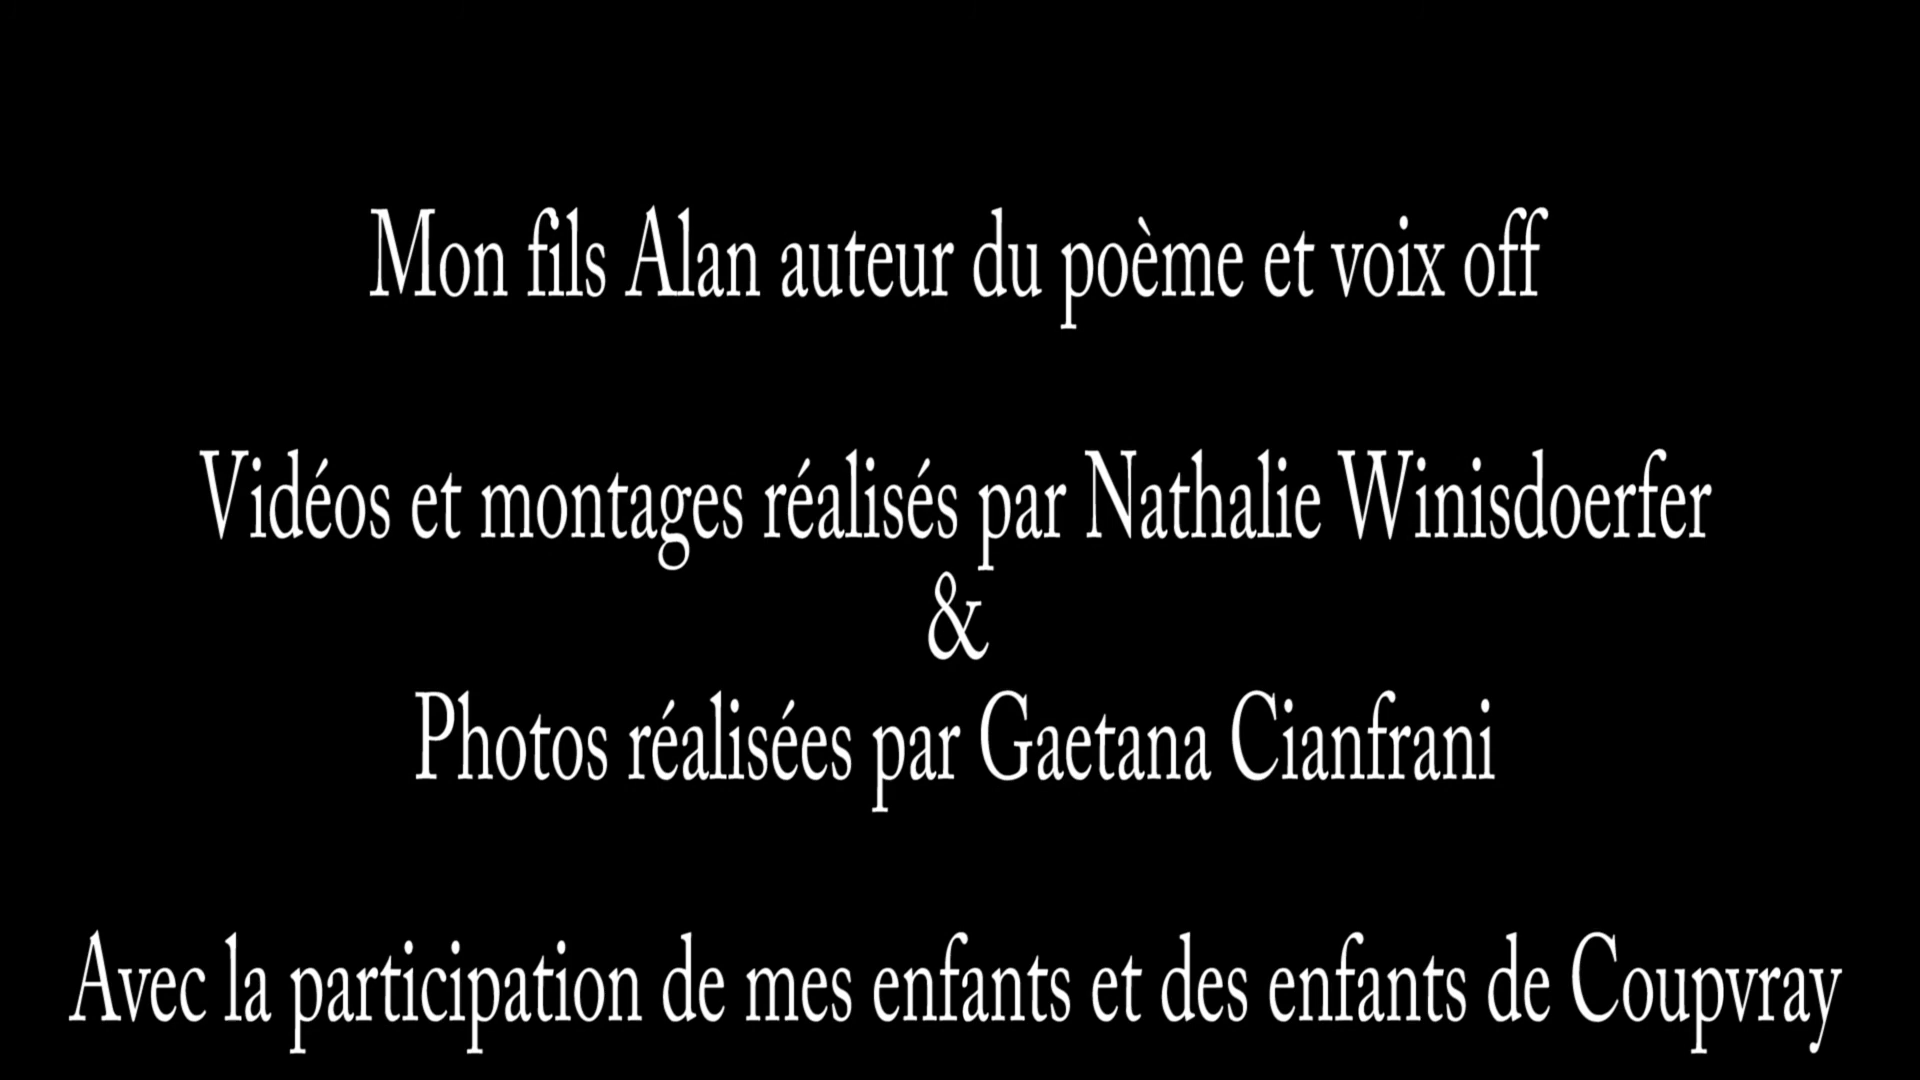 Mon fils Alan auteur du poème et voix off
Vidéos et montages réalisés par Nathalie Winisdoerfer
&
Photos réalisées par Gaetana Cianfrani
Avec la participation de mes enfants et des enfants de Coupvray